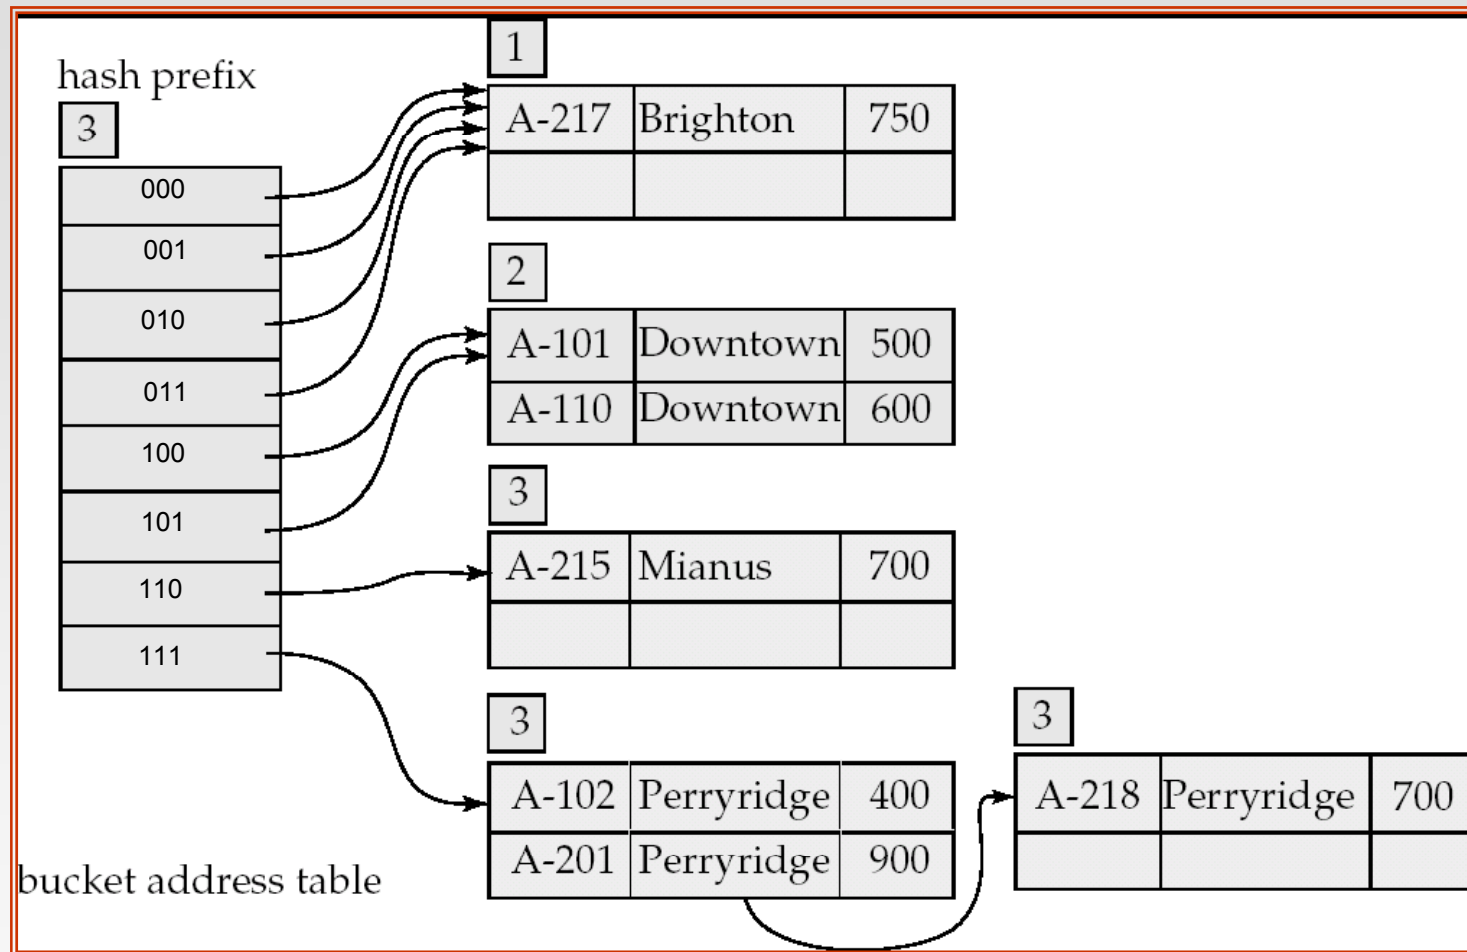 hash prefix
3
000
001
010
011
100
101
110
111
bucket address table
1
A-217 Brighton 750
2
A-101 Downtown 500
A-110 Downtown 600
3
A-215 Mianus 700
3
A-102 Perryridge 400
A-201 Perryridge 900
3
A-218 Perryridge 700